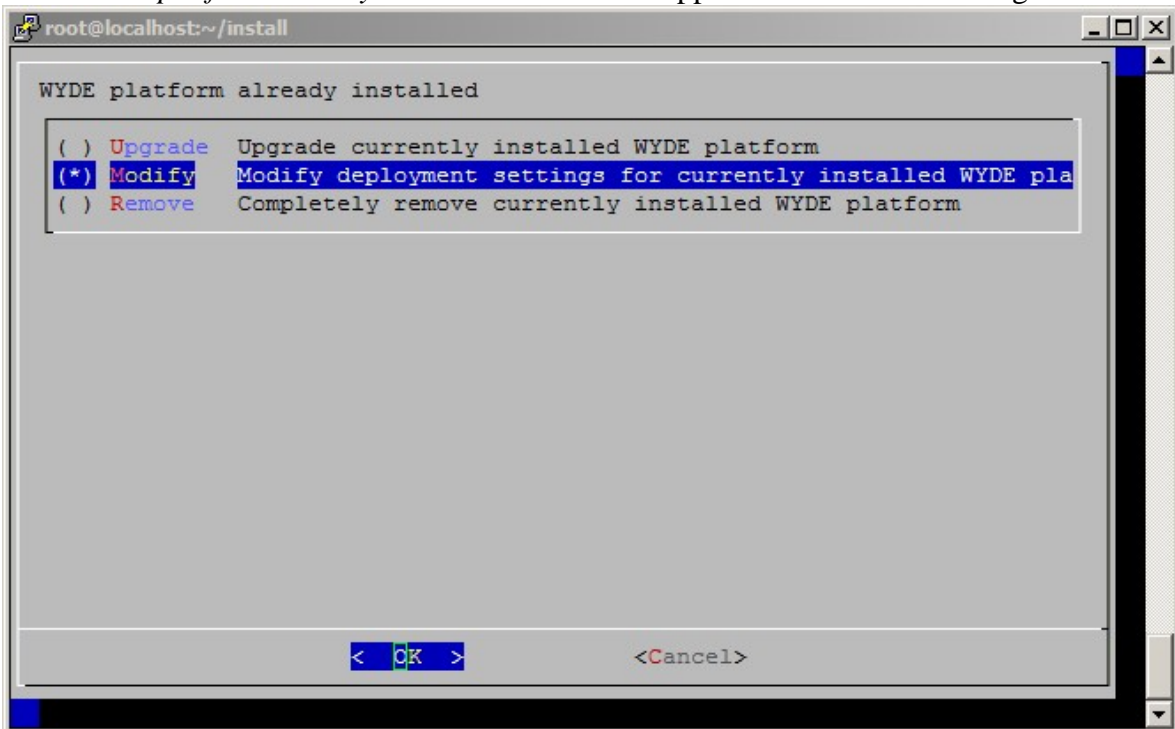 root@localhost:~/install
WYDE platform already installed
( ) Upgrade Upgrade currently installed WYDE platform
(*) Modify Modify deployment settings for currently installed WYDE pla
( ) Remove Completely remove currently installed WYDE platform
< OK > <Cancel>